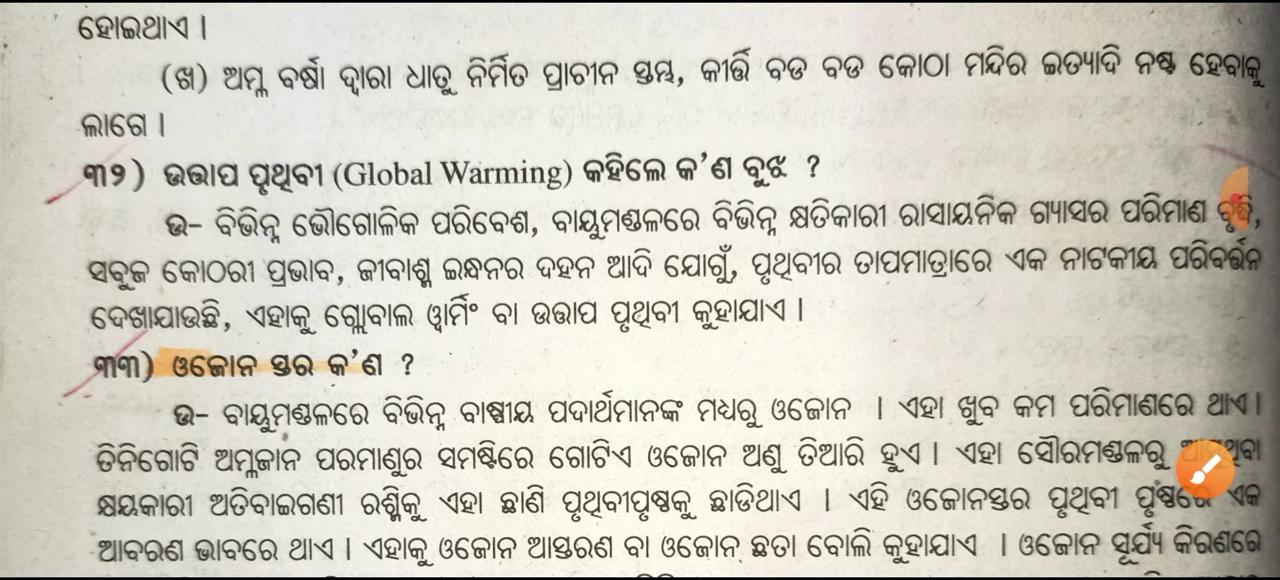 ହୋଇଥାଏ ।
(ଖ) ଅମ୍ଳ ବର୍ଷା ଦ୍ଵାରା ଧାତୁ ନିର୍ମିତ ପ୍ରାଚୀନ ସ୍ତମ୍ଭ, କୀର୍ତ୍ତି ବଡ ବଡ କୋଠା ମନ୍ଦିର ଇତ୍ୟାଦି ନଷ୍ଟ ହେବାକୁ
ଲାଗେ ।
୩୨) ଉତ୍ତାପ ପୃଥିବୀ (Global Warming) କହିଲେ କ'ଣ ବୁଝ ?
ଉ- ବିଭିନ୍ନ ଭୌଗୋଳିକ ପରିବେଶ, ବାୟୁମଣ୍ଡଳରେ ବିଭିନ୍ନ କ୍ଷତିକାରୀ ରାସାୟନିକ ଗ୍ୟାସର ପରିମାଣ ବୃଦ୍ଧି,
ସବୁଜ କୋଠରୀ ପ୍ରଭାବ, ଜୀବାଶ୍ମ ଇନ୍ଧନର ଦହନ ଆଦି ଯୋଗୁଁ, ପୃଥିବୀର ତାପମାତ୍ରାରେ ଏକ ନାଟକୀୟ ପରିବର୍ତ୍ତନ
ଦେଖାଯାଉଛି, ଏହାକୁ ଗ୍ଲୋବାଲ ୱାର୍ମିଂ ବା ଉତ୍ତାପ ପୃଥିବୀ କୁହାଯାଏ ।
୩୩) ଓଜୋନ ସ୍ତର କ'ଣ ?
ଉ- ବାୟୁମଣ୍ଡଳରେ ବିଭିନ୍ନ ବାଷ୍ପୀୟ ପଦାର୍ଥମାନଙ୍କ ମଧ୍ୟରୁ ଓଜୋନ । ଏହା ଖୁବ କମ ପରିମାଣରେ ଥାଏ ।
ତିନିଗୋଟି ଅମ୍ଳଜାନ ପରମାଣୁର ସମଷ୍ଟିରେ ଗୋଟିଏ ଓଜୋନ ଅଣୁ ତିଆରି ହୁଏ । ଏହା ସୌରମଣ୍ଡଳରୁ
କ୍ଷୟକାରୀ ଅତିବାଇଗଣୀ ରଶ୍ମିକୁ ଏହା ଛାଣି ପୃଥିବୀପୃଷ୍ଠକୁ ଛାଡିଥାଏ । ଏହି ଓଜୋନସ୍ତର ପୃଥିବୀ ପୃଷ୍ଠରେ ଏକ
ଆବରଣ ଭାବରେ ଥାଏ । ଏହାକୁ ଓଜୋନ ଆସ୍ତରଣ ବା ଓଜୋନ ଛତା ବୋଲି କୁହାଯାଏ । ଓଜୋନ ସୂର୍ଯ୍ୟ କିରଣରେ